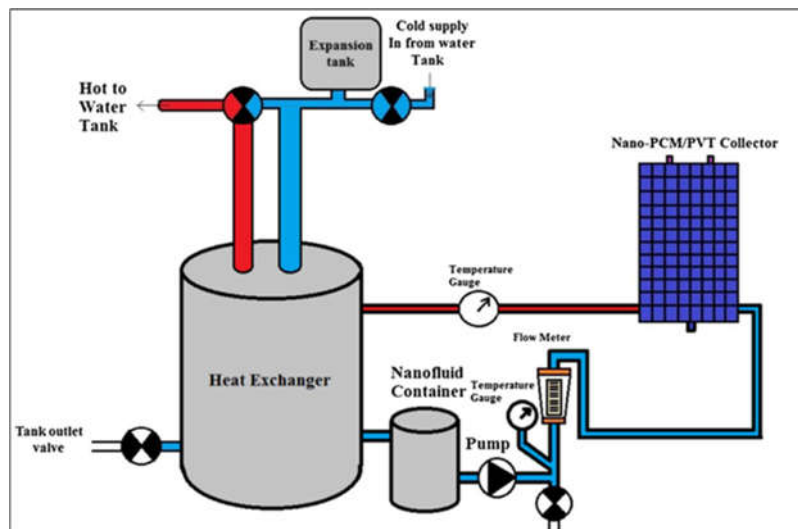 Cold supply
In from water
Tank
Expansion
tank
Hot to
Water
Tank
Nano-PCM/PVT Collector
Temperature
Gauge
Flow Meter
Heat Exchanger
Nanofluid
Container
Temperature
Gauge
Tank outlet
valve
Pump